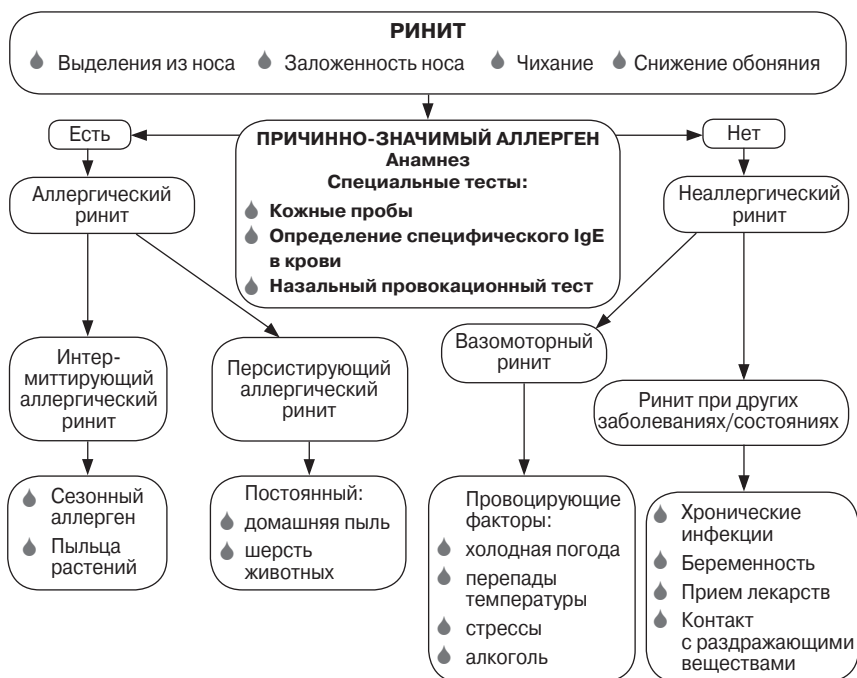 РИНИТ
Выделения из носа Заложенность носа Чихание Снижение обоняния
Есть
ПРИЧИННО-ЗНАЧИМЫЙ АЛЛЕРГЕН
Анамнез
Специальные тесты:
Кожные пробы
Определение специфического IgE
в крови
Назальный провокационный тест
Нет
Аллергический
ринит
Неаллергический
ринит
Интер-
миттирующий
аллергический
ринит
Персистирующий
аллергический
ринит
Вазомоторный
ринит
Ринит при других
заболеваниях/состояниях
Сезонный
аллерген
Пыльца
растений
Постоянный:
домашняя пыль
шерсть
животных
Провоцирующие
факторы:
холодная погода
перепады
температуры
стрессы
алкоголь
Хронические
инфекции
Беременность
Прием лекарств
Контакт
с раздражающими
веществами